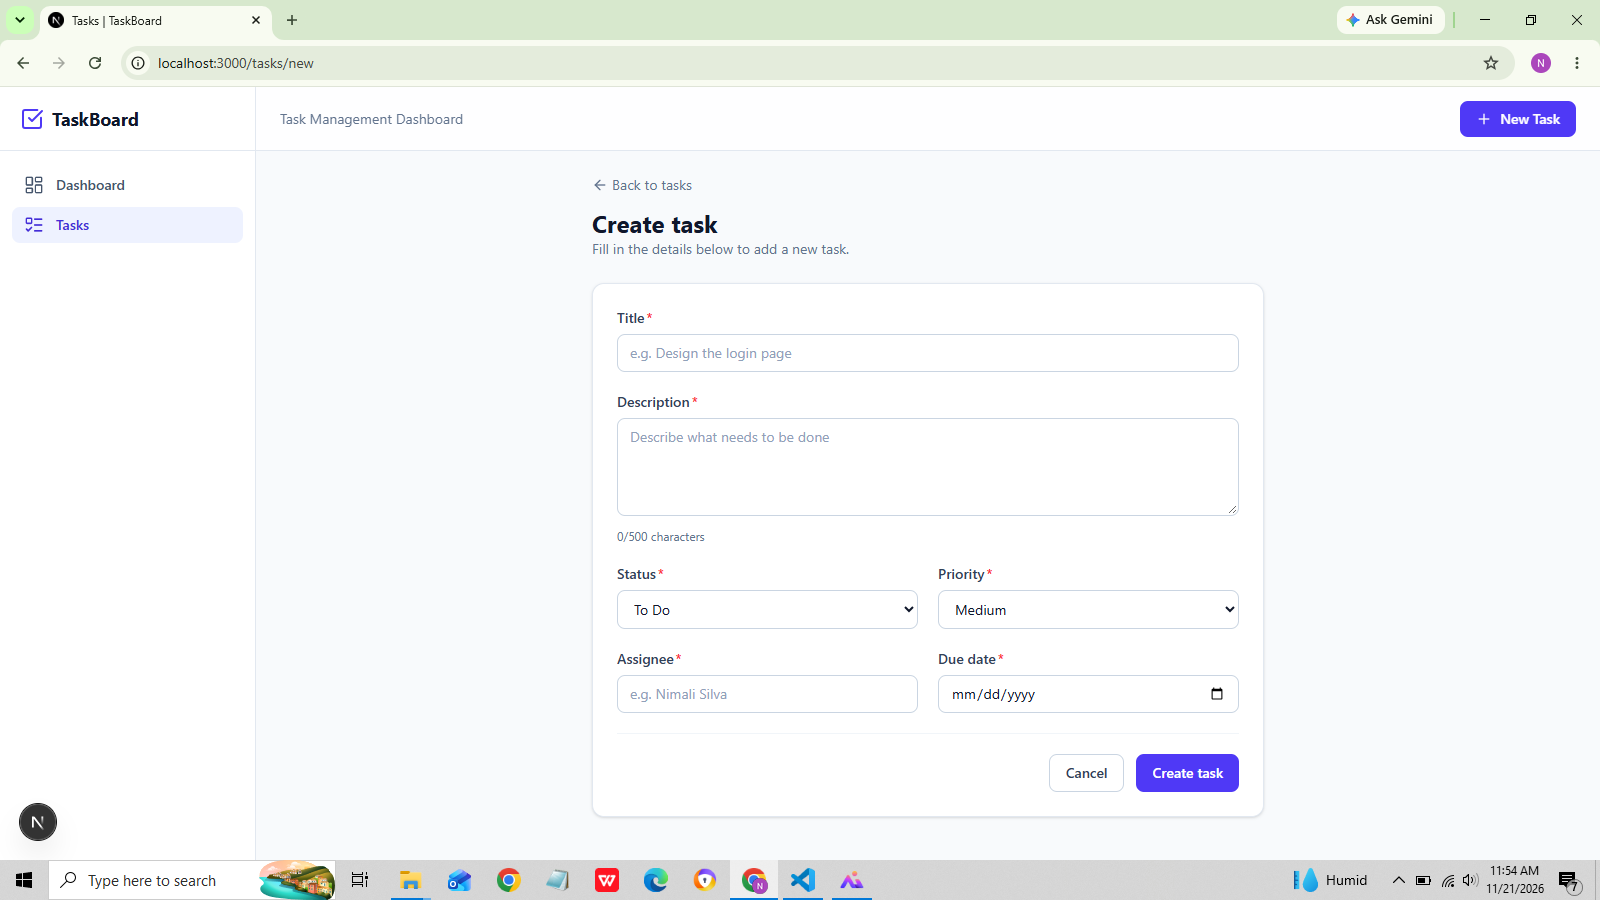 Tasks | TaskBoard
Ask Gemini
localhost:3000/tasks/new
N
TaskBoard
Task Management Dashboard
New Task
Dashboard
Tasks
Back to tasks
Create task
Fill in the details below to add a new task.
Title*
e.g. Design the login page
Description*
Describe what needs to be done
0/500 characters
Status*
Priority*
To Do
Medium
Assignee*
Due date*
e.g. Nimali Silva
mm/dd/yyyy
Cancel
Create task
N
Type here to search
Humid
11:54 AM
11/21/2026
7